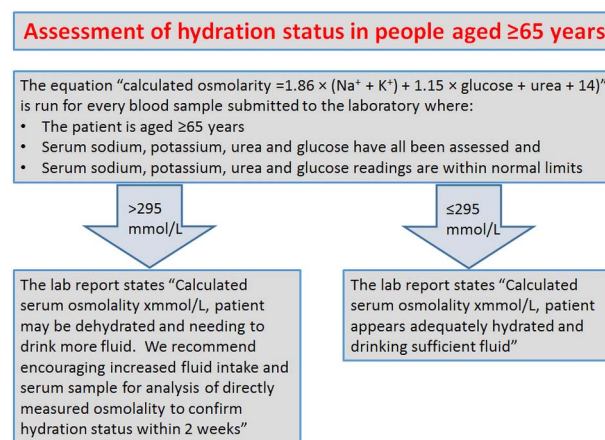 Assessment of hydration status in people aged ≥65 years
The equation “calculated osmolarity =1.86 × (Na⁺ + K⁺) + 1.15 × glucose + urea + 14)”
is run for every blood sample submitted to the laboratory where:
• The patient is aged ≥65 years
• Serum sodium, potassium, urea and glucose have all been assessed and
• Serum sodium, potassium, urea and glucose readings are within normal limits
>295
mmol/L
≤295
mmol/L
The lab report states “Calculated
serum osmolality xmmol/L, patient
may be dehydrated and needing to
drink more fluid.  We recommend
encouraging increased fluid intake and
serum sample for analysis of directly
measured osmolality to confirm
hydration status within 2 weeks”
The lab report states “Calculated
serum osmolality xmmol/L, patient
appears adequately hydrated and
drinking sufficient fluid”